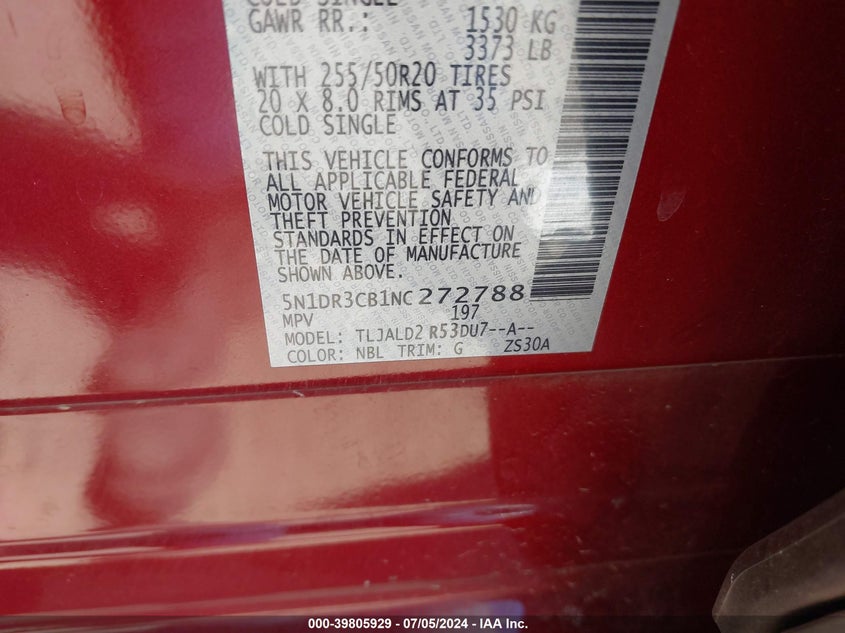 COLD SINGLE
GAWR RR.: 1530 KG
3373 LB
WITH 255/50R20 TIRES
20 X 8.0 RIMS AT 35 PSI
COLD SINGLE
THIS VEHICLE CONFORMS TO
ALL APPLICABLE FEDERAL
MOTOR VEHICLE SAFETY AND
THEFT PREVENTION
STANDARDS IN EFFECT ON
THE DATE OF MANUFACTURE
SHOWN ABOVE.
5N1DR3CB1NC272788
MPV 197
MODEL: TLJALD2 R53DU7--A--
COLOR: NBL TRIM: G ZS30A
000-39805929 - 07/05/2024 - IAA Inc.